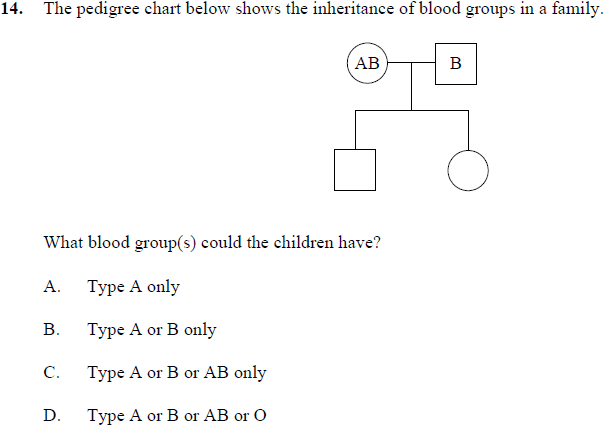 14. The pedigree chart below shows the inheritance of blood groups in a family.
AB B
What blood group(s) could the children have?
A. Type A only
B. Type A or B only
C. Type A or B or AB only
D. Type A or B or AB or O